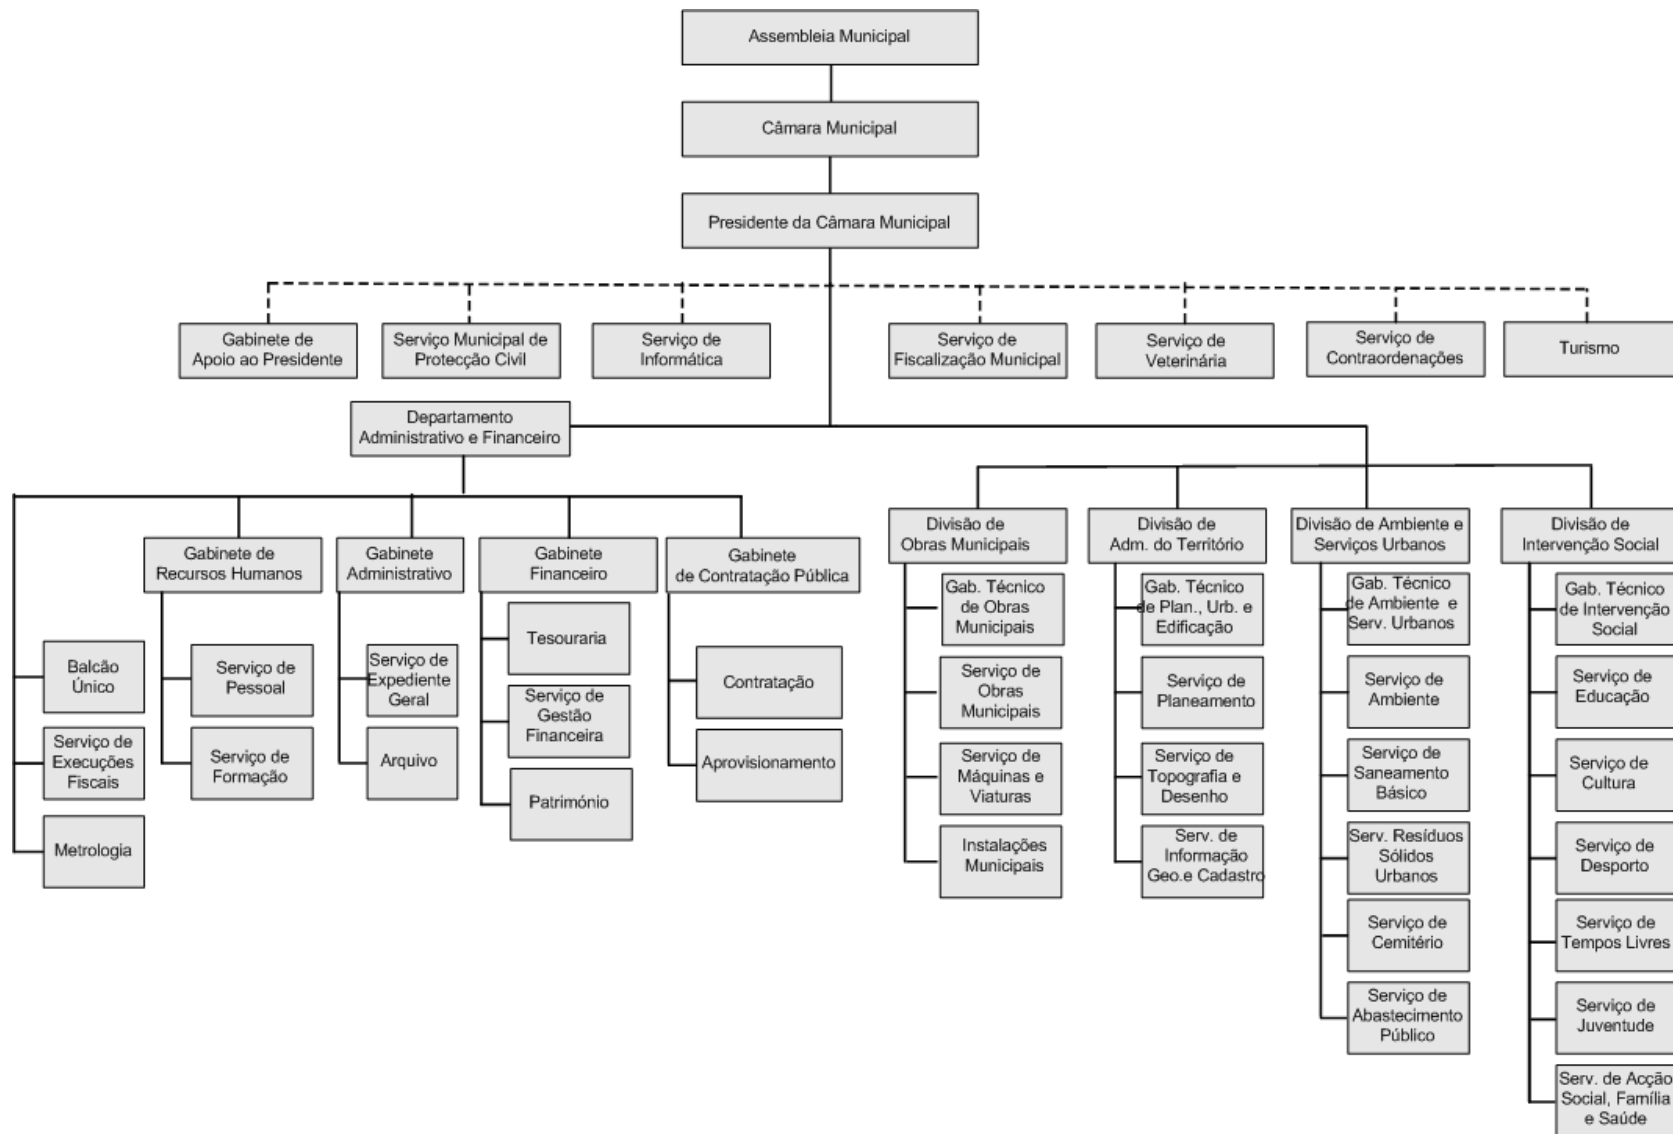 Assembleia Municipal
Câmara Municipal
Presidente da Câmara Municipal
Gabinete de
Apoio ao Presidente
Serviço Municipal de
Protecção Civil
Serviço de
Informática
Serviço de
Fiscalização Municipal
Serviço de
Veterinária
Serviço de
Contraordenações
Turismo
Departamento
Administrativo e Financeiro
Gabinete de
Recursos Humanos
Gabinete
Administrativo
Gabinete
Financeiro
Gabinete
de Contratação Pública
Balcão
Único
Serviço de
Execuções
Fiscais
Metrologia
Serviço de
Pessoal
Serviço de
Formação
Serviço de
Expediente
Geral
Arquivo
Tesouraria
Serviço de
Gestão
Financeira
Património
Contratação
Aprovisionamento
Divisão de
Obras Municipais
Divisão de
Adm. do Território
Divisão de Ambiente e
Serviços Urbanos
Divisão de
Intervenção Social
Gab. Técnico
de Obras
Municipais
Serviço de
Obras
Municipais
Serviço de
Máquinas e
Viaturas
Instalações
Municipais
Gab. Técnico
de Plan., Urb. e
Edificação
Serviço de
Planeamento
Serviço de
Topografia e
Desenho
Serv. de
Informação
Geo.e Cadastro
Gab. Técnico
de Ambiente e
Serv. Urbanos
Serviço de
Ambiente
Serviço de
Saneamento
Básico
Serv. Resíduos
Sólidos
Urbanos
Serviço de
Cemitério
Serviço de
Abastecimento
Público
Gab. Técnico
de Intervenção
Social
Serviço de
Educação
Serviço de
Cultura
Serviço de
Desporto
Serviço de
Tempos Livres
Serviço de
Juventude
Serv. de Acção
Social, Família
e Saúde